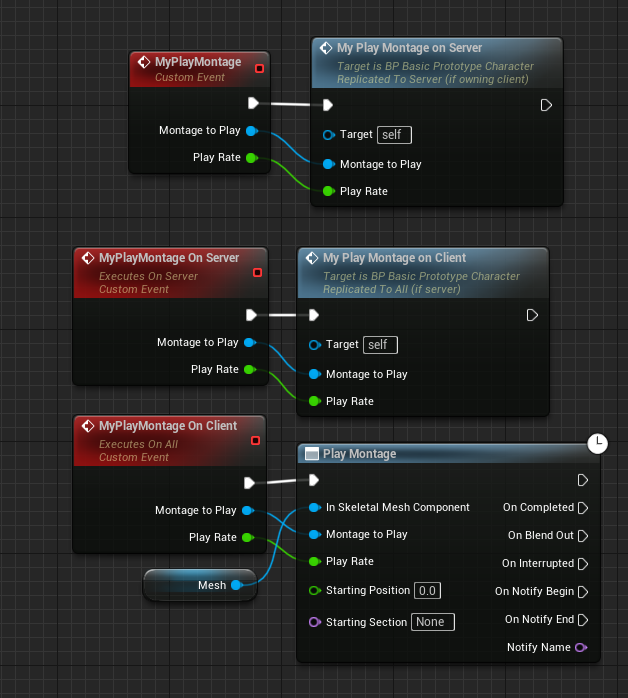 MyPlayMontage
Custom Event
Montage to Play
Play Rate
My Play Montage on Server
Target is BP Basic Prototype Character
Replicated To Server (if owning client)
Target self
Montage to Play
Play Rate
MyPlayMontage On Server
Executes On Server
Custom Event
Montage to Play
Play Rate
My Play Montage on Client
Target is BP Basic Prototype Character
Replicated To All (if server)
Target self
Montage to Play
Play Rate
MyPlayMontage On Client
Executes On All
Custom Event
Montage to Play
Play Rate
Mesh
Play Montage
In Skeletal Mesh Component On Completed
Montage to Play On Blend Out
Play Rate On Interrupted
Starting Position 0.0 On Notify Begin
Starting Section None On Notify End
Notify Name